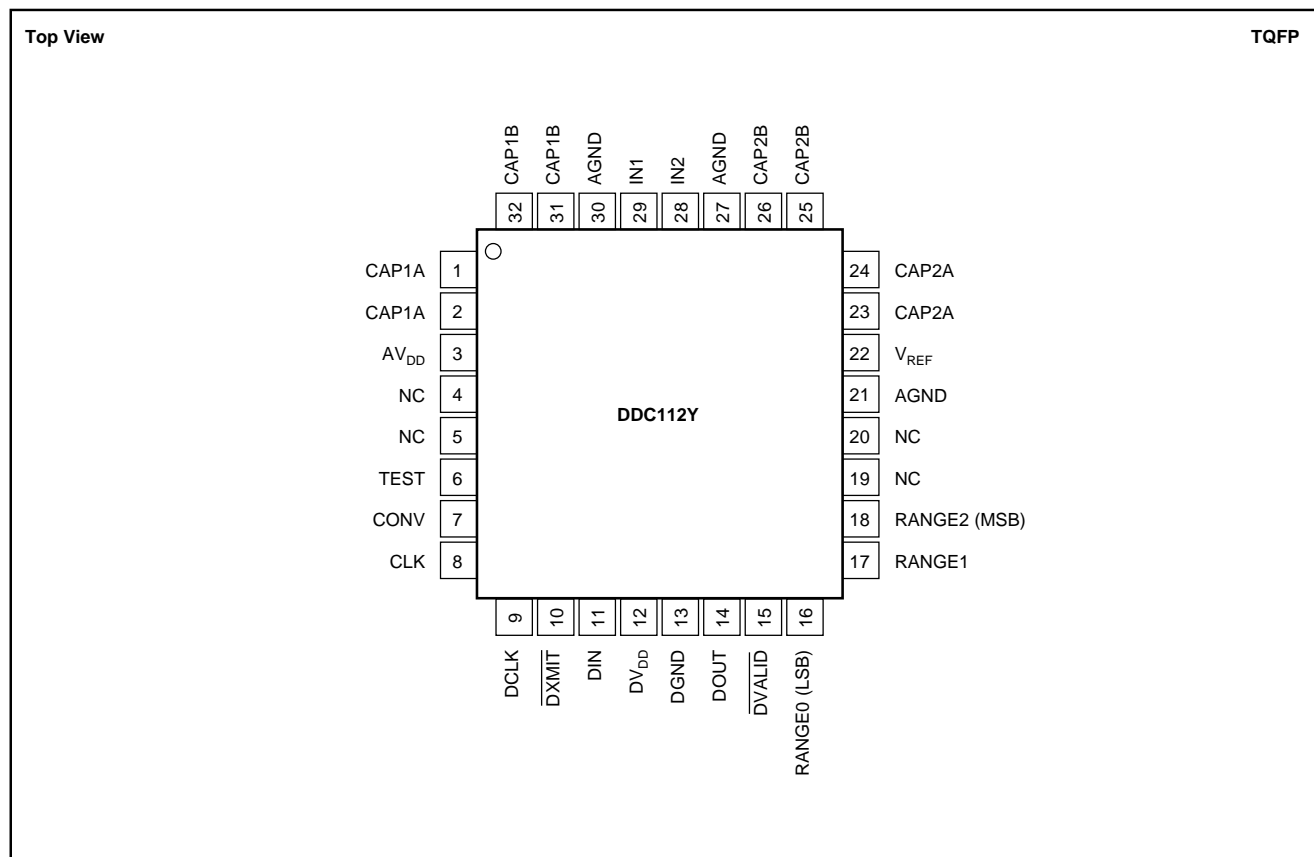 Top View
TQFP
CAP1B
CAP1B
AGND
IN1
IN2
AGND
CAP2B
CAP2B
32
31
30
29
28
27
26
25
CAP1A 1
CAP1A 2
AVDD 3
NC 4
NC 5
TEST 6
CONV 7
CLK 8
DDC112Y
24 CAP2A
23 CAP2A
22 VREF
21 AGND
20 NC
19 NC
18 RANGE2 (MSB)
17 RANGE1
9
10
11
12
13
14
15
16
DCLK
DXMIT
DIN
DVDD
DGND
DOUT
DVALID
RANGE0 (LSB)